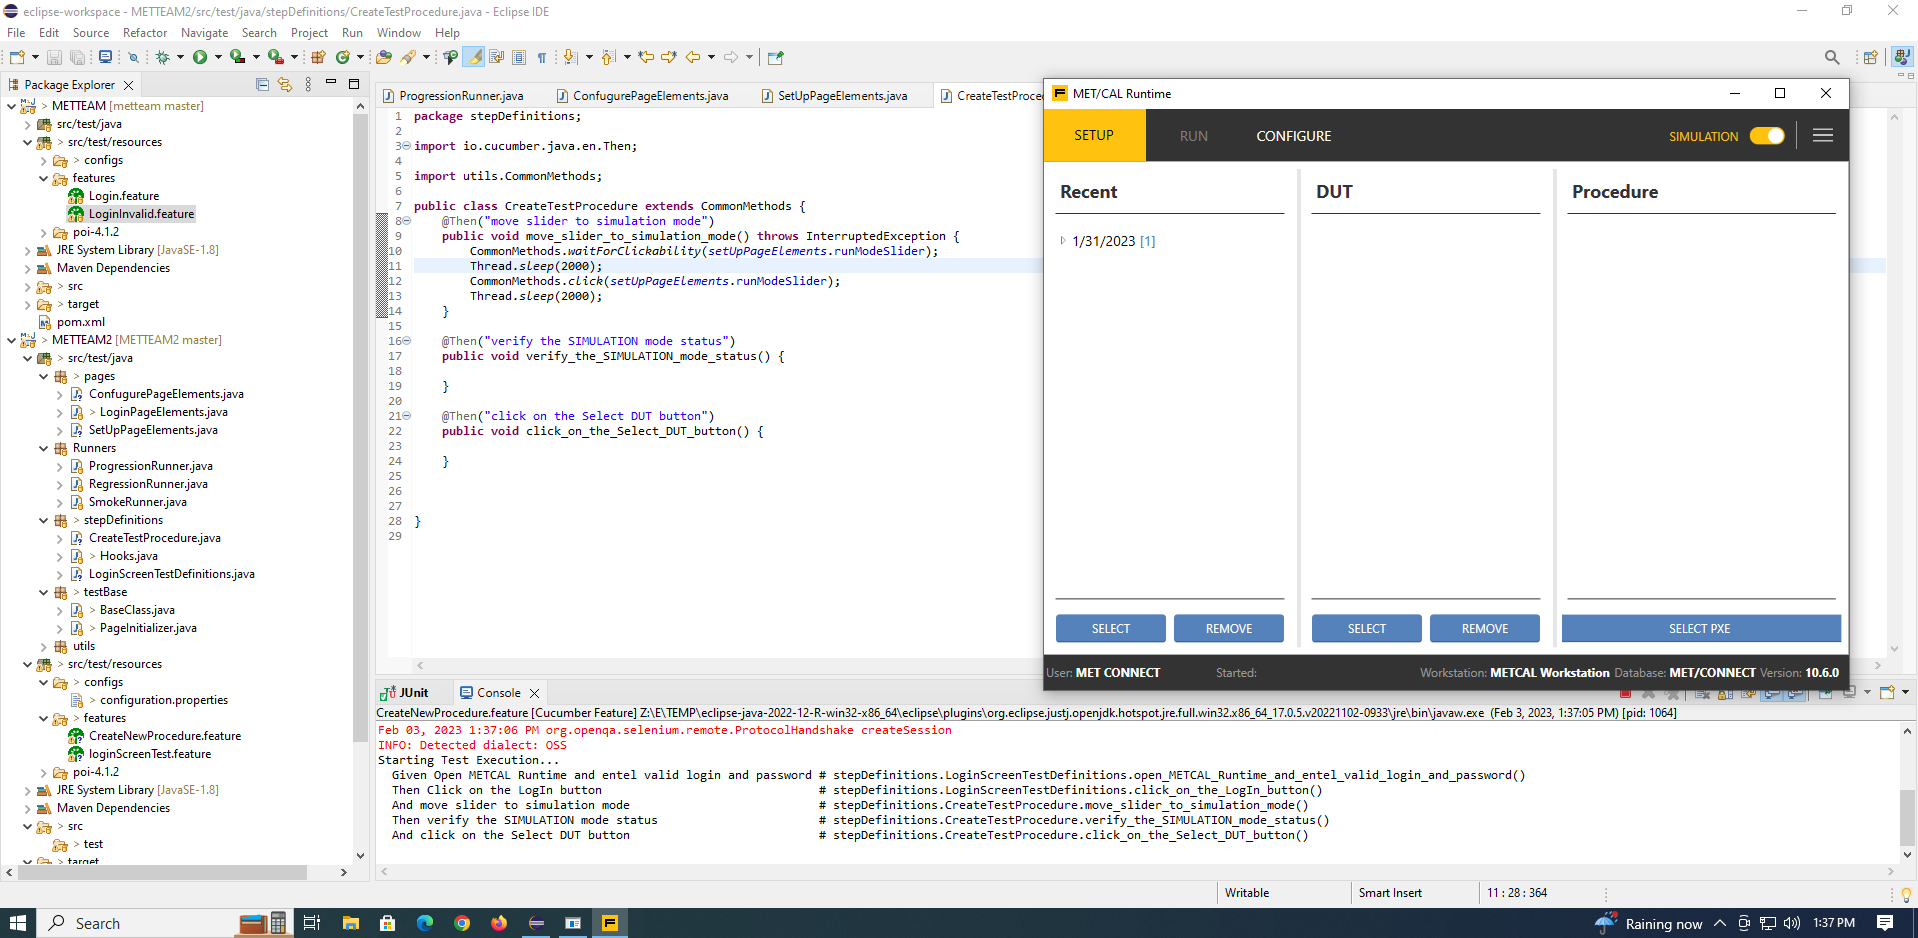 eclipse-workspace - METTEAM2/src/test/java/stepDefinitions/CreateTestProcedure.java - Eclipse IDE
File Edit Source Refactor Navigate Search Project Run Window Help
Package Explorer
> METTEAM [metteam master]
src/test/java
> src/test/resources
> configs
features
Login.feature
LoginInvalid.feature
poi-4.1.2
JRE System Library [JavaSE-1.8]
Maven Dependencies
> src
> target
pom.xml
> METTEAM2 [METTEAM2 master]
> src/test/java
> pages
ConfugurePageElements.java
> LoginPageElements.java
SetUpPageElements.java
Runners
ProgressionRunner.java
RegressionRunner.java
SmokeRunner.java
> stepDefinitions
CreateTestProcedure.java
> Hooks.java
LoginScreenTestDefinitions.java
> testBase
> BaseClass.java
> PageInitializer.java
utils
> src/test/resources
> configs
> configuration.properties
> features
CreateNewProcedure.feature
loginScreenTest.feature
poi-4.1.2
JRE System Library [JavaSE-1.8]
Maven Dependencies
> src
> test
> target
ProgressionRunner.java ConfugurePageElements.java SetUpPageElements.java CreateTestProce
1 package stepDefinitions;
2
3 import io.cucumber.java.en.Then;
4
5 import utils.CommonMethods;
6
7 public class CreateTestProcedure extends CommonMethods {
8 @Then("move slider to simulation mode")
9 public void move_slider_to_simulation_mode() throws InterruptedException {
10 CommonMethods.waitForClickability(setUpPageElements.runModeSlider);
11 Thread.sleep(2000);
12 CommonMethods.click(setUpPageElements.runModeSlider);
13 Thread.sleep(2000);
14 }
15
16 @Then("verify the SIMULATION mode status")
17 public void verify_the_SIMULATION_mode_status() {
18
19 }
20
21 @Then("click on the Select DUT button")
22 public void click_on_the_Select_DUT_button() {
23
24 }
25
26
27
28 }
29
MET/CAL Runtime
SETUP RUN CONFIGURE SIMULATION
Recent DUT Procedure
1/31/2023 [1]
SELECT REMOVE SELECT REMOVE SELECT PXE
User: MET CONNECT Started: Workstation: METCAL Workstation Database: MET/CONNECT Version: 10.6.0
JUnit Console
CreateNewProcedure.feature [Cucumber Feature] Z:\E\TEMP\eclipse-java-2022-12-R-win32-x86_64\eclipse\plugins\org.eclipse.justj.openjdk.hotspot.jre.full.win32.x86_64_17.0.5.v20221102-0933\jre\bin\javaw.exe (Feb 3, 2023, 1:37:05 PM) [pid: 1064]
Feb 03, 2023 1:37:06 PM org.openqa.selenium.remote.ProtocolHandshake createSession
INFO: Detected dialect: OSS
Starting Test Execution...
Given Open METCAL Runtime and entel valid login and password # stepDefinitions.LoginScreenTestDefinitions.open_METCAL_Runtime_and_entel_valid_login_and_password()
Then Click on the LogIn button # stepDefinitions.LoginScreenTestDefinitions.click_on_the_LogIn_button()
And move slider to simulation mode # stepDefinitions.CreateTestProcedure.move_slider_to_simulation_mode()
Then verify the SIMULATION mode status # stepDefinitions.CreateTestProcedure.verify_the_SIMULATION_mode_status()
And click on the Select DUT button # stepDefinitions.CreateTestProcedure.click_on_the_Select_DUT_button()
Writable Smart Insert 11 : 28 : 364
Search Raining now 1:37 PM